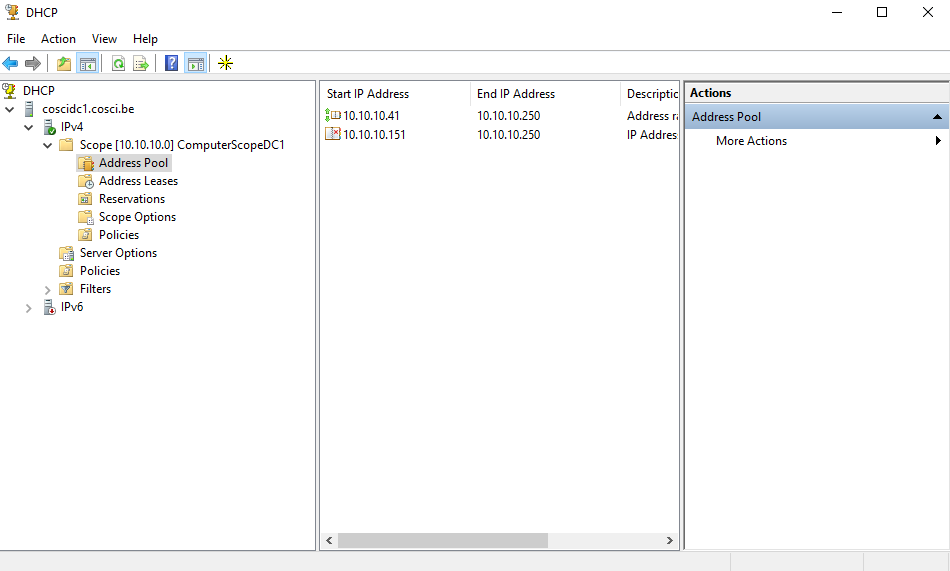 DHCP
File Action View Help
DHCP
coscidc1.cosci.be
IPv4
Scope [10.10.10.0] ComputerScopeDC1
Address Pool
Address Leases
Reservations
Scope Options
Policies
Server Options
Policies
Filters
IPv6
Start IP Address End IP Address Descriptic
10.10.10.41 10.10.10.250 Address ra
10.10.10.151 10.10.10.250 IP Addres
Actions
Address Pool
More Actions